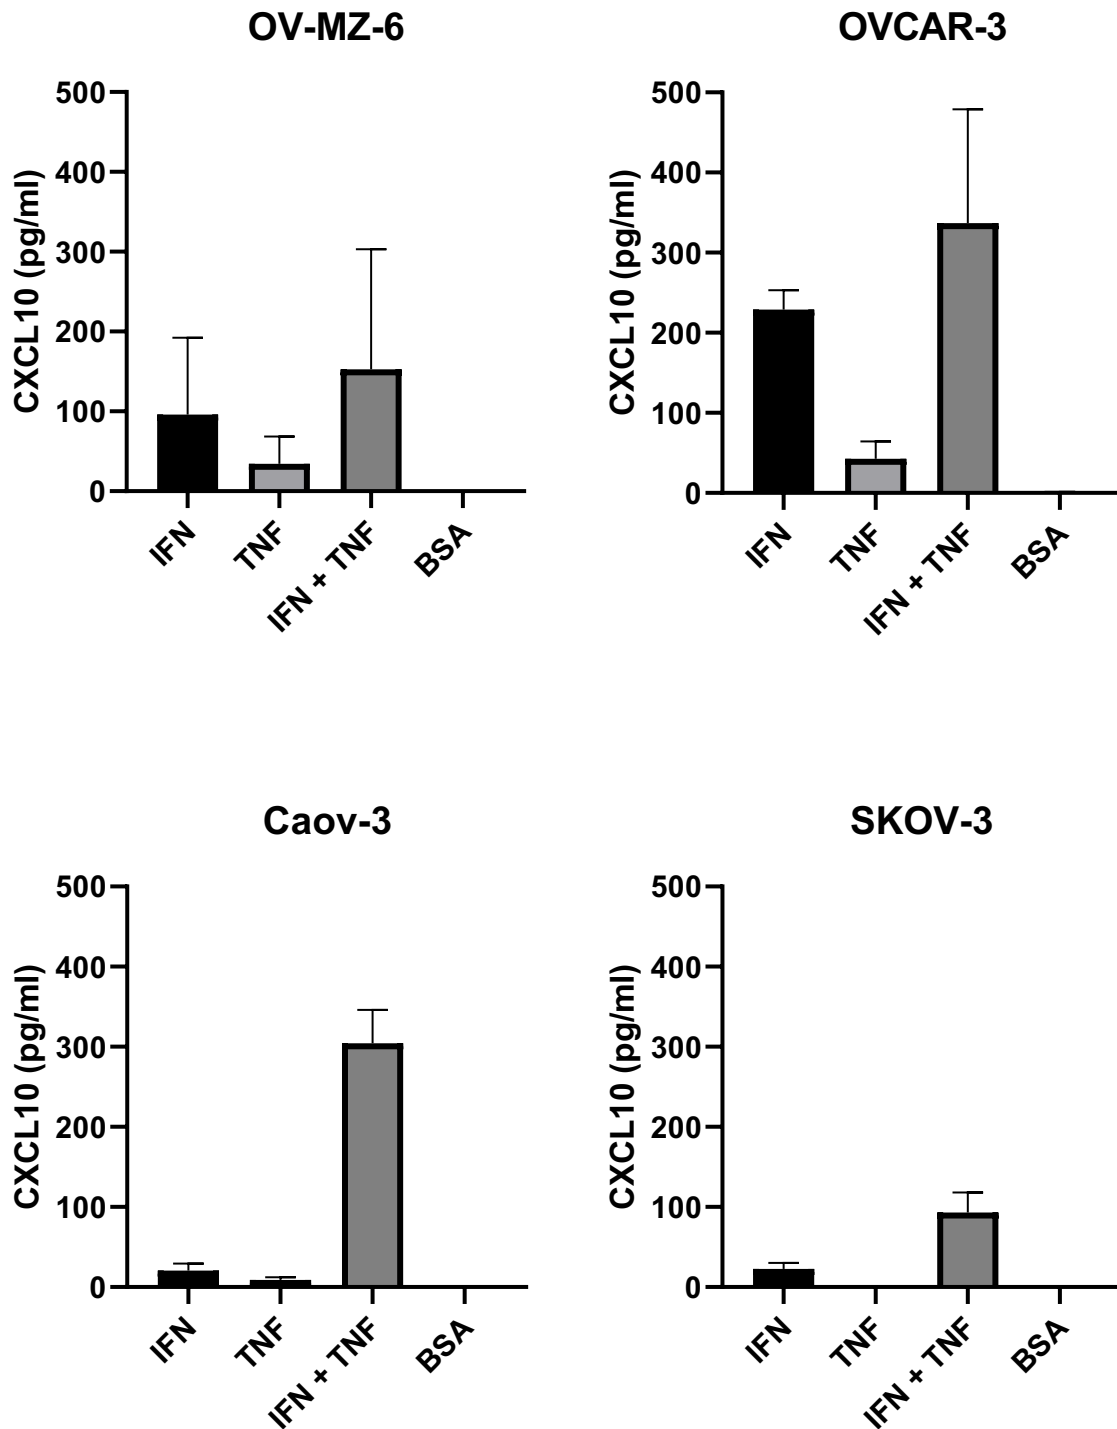 OV-MZ-6
CXCL10 (pg/ml)
500
400
300
200
100
0
IFN
TNF
IFN + TNF
BSA
OVCAR-3
CXCL10 (pg/ml)
500
400
300
200
100
0
IFN
TNF
IFN + TNF
BSA
Caov-3
CXCL10 (pg/ml)
500
400
300
200
100
0
IFN
TNF
IFN + TNF
BSA
SKOV-3
CXCL10 (pg/ml)
500
400
300
200
100
0
IFN
TNF
IFN + TNF
BSA